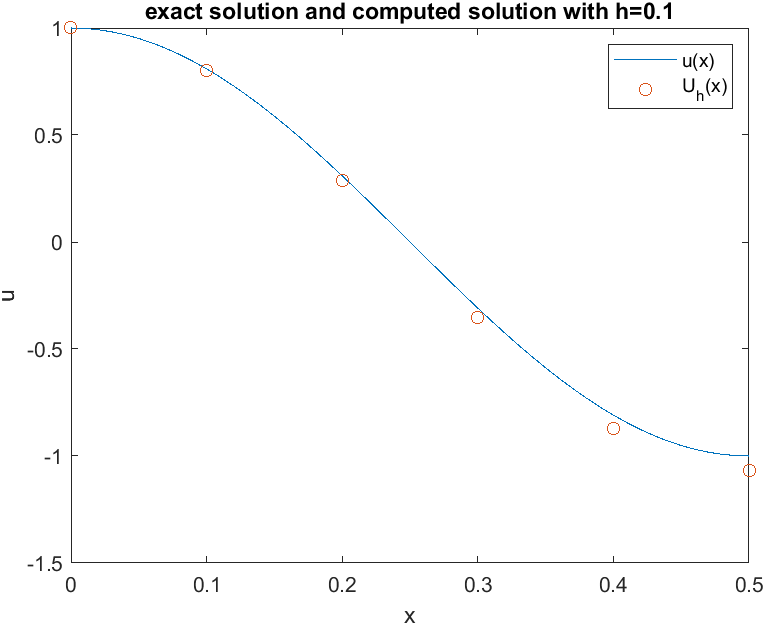 exact solution and computed solution with h=0.1
1
0.5
0
-0.5
-1
-1.5
u
u(x)
U_h(x)
0 0.1 0.2 0.3 0.4 0.5
x